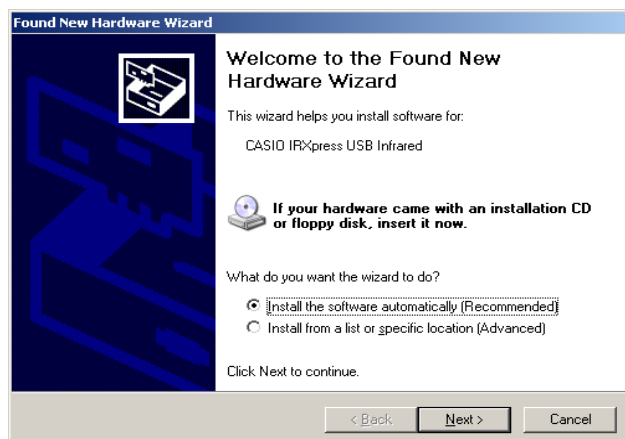 Found New Hardware Wizard
Welcome to the Found New
Hardware Wizard
This wizard helps you install software for:
CASIO IRXpress USB Infrared
If your hardware came with an installation CD
or floppy disk, insert it now.
What do you want the wizard to do?
Install the software automatically (Recommended)
Install from a list or specific location (Advanced)
Click Next to continue.
< Back
Next >
Cancel